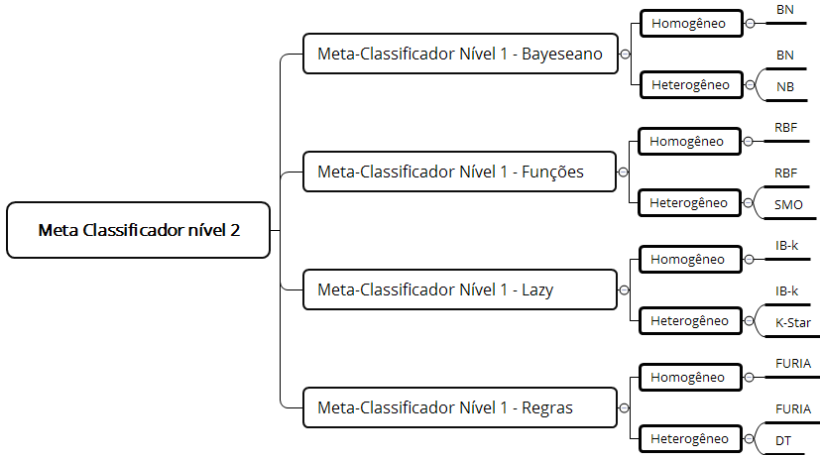 Meta Classificador nível 2
Meta-Classificador Nível 1 - Bayeseano
Homogêneo
BN
Heterogêneo
BN
NB
Meta-Classificador Nível 1 - Funções
Homogêneo
RBF
Heterogêneo
RBF
SMO
Meta-Classificador Nível 1 - Lazy
Homogêneo
IB-k
Heterogêneo
IB-k
K-Star
Meta-Classificador Nível 1 - Regras
Homogêneo
FURIA
Heterogêneo
FURIA
DT